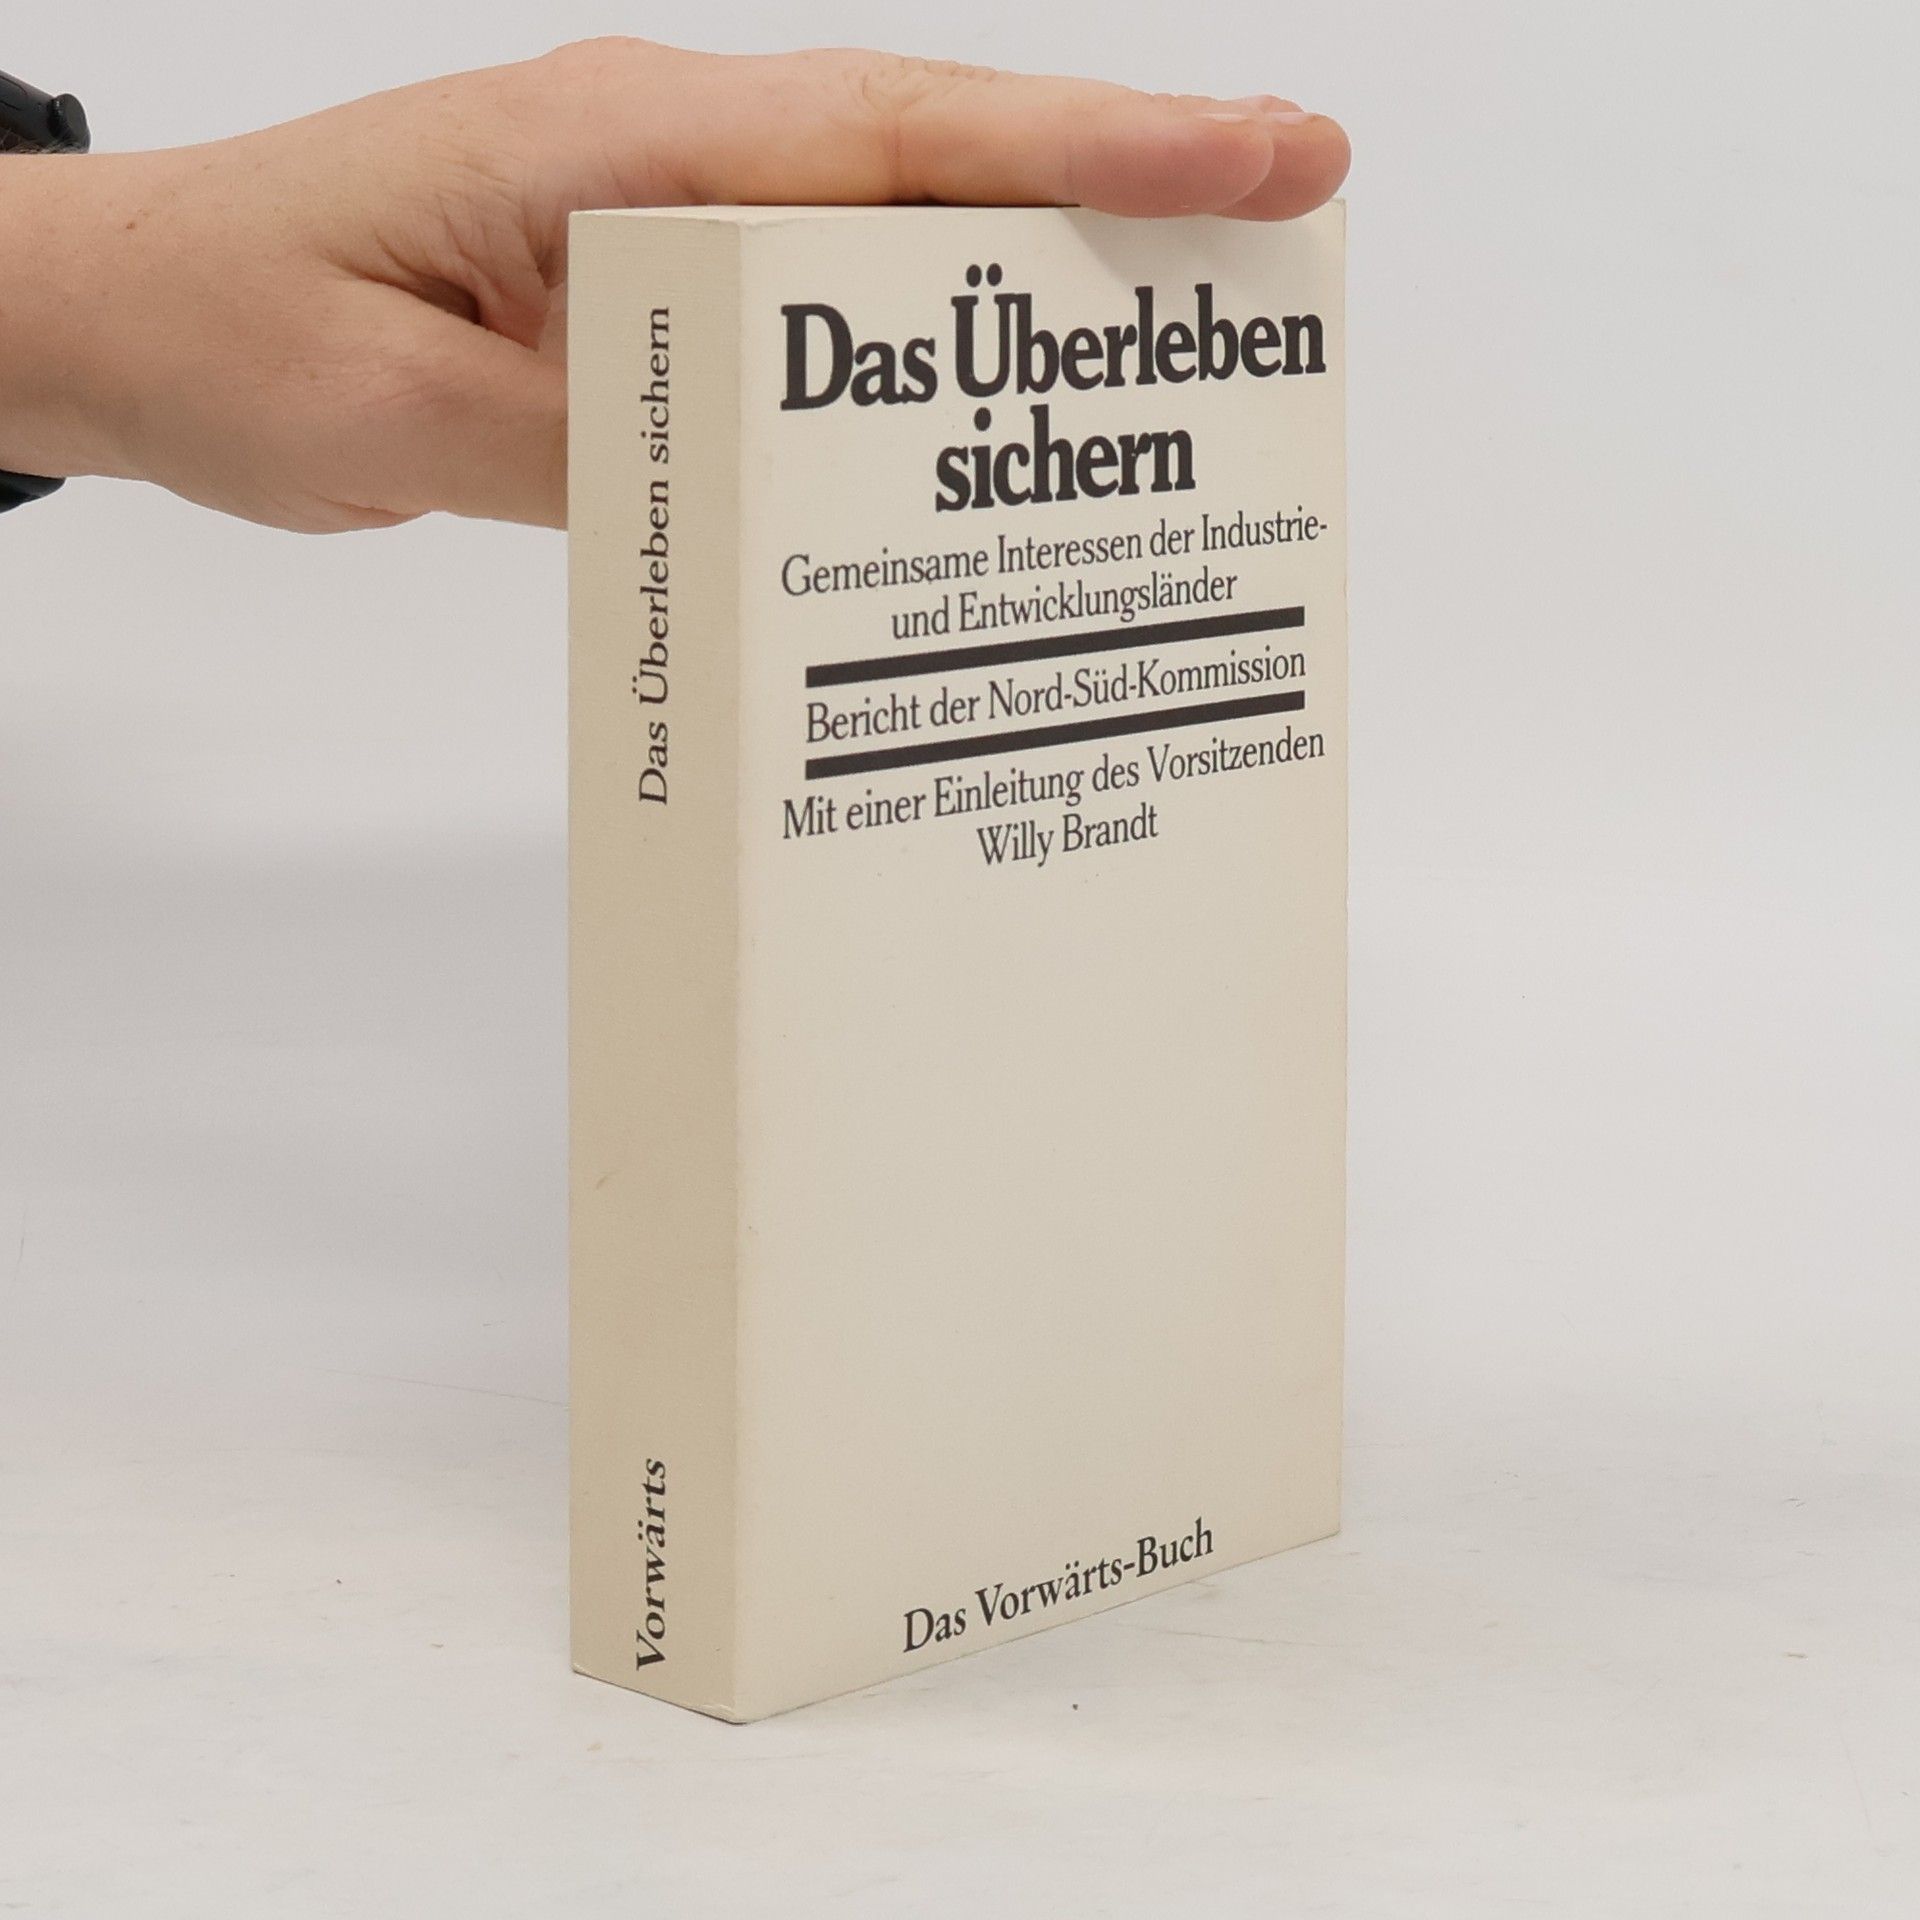 Das Überleben sichern
Vorwärts
Das Überleben
sichern
Gemeinsame Interessen der Industrie-
und Entwicklungsländer
Bericht der Nord-Süd-Kommission
Mit einer Einleitung des Vorsitzenden
Willy Brandt
Das Vorwärts-Buch